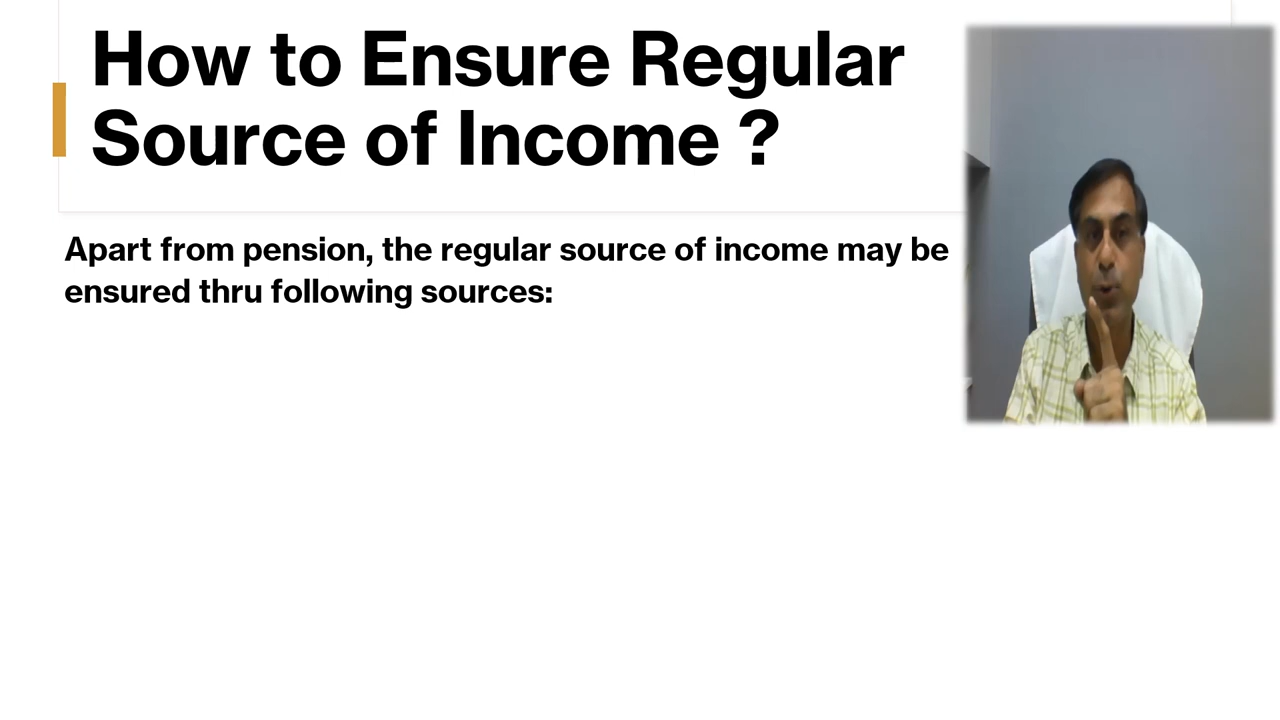 How to Ensure Regular
Source of Income ?
Apart from pension, the regular source of income may be
ensured thru following sources: